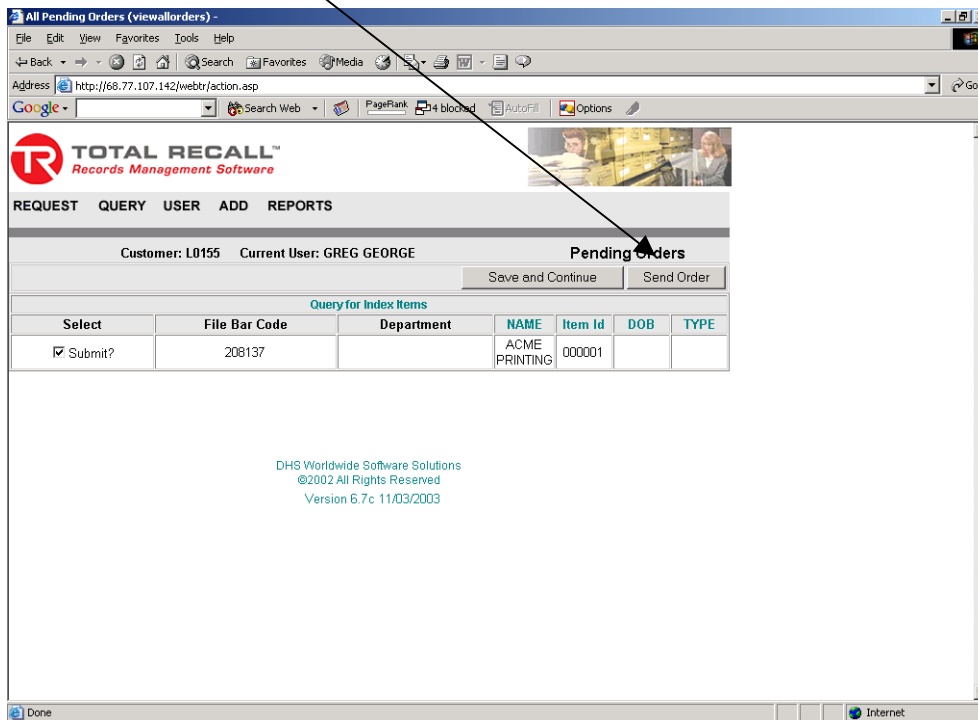 All Pending Orders (viewallorders) -
File Edit View Favorites Tools Help
Back Search Favorites Media
Address http://68.77.107.142/webtr/action.asp Go
Google Search Web PageRank 4 blocked AutoFill Options
TOTAL RECALL™
Records Management Software
REQUEST QUERY USER ADD REPORTS
Customer: L0155 Current User: GREG GEORGE Pending Orders
Save and Continue Send Order
Query for Index Items
Select File Bar Code Department NAME Item Id DOB TYPE
Submit? 208137 ACME PRINTING 000001
DHS Worldwide Software Solutions
©2002 All Rights Reserved
Version 6.7c 11/03/2003
Done Internet